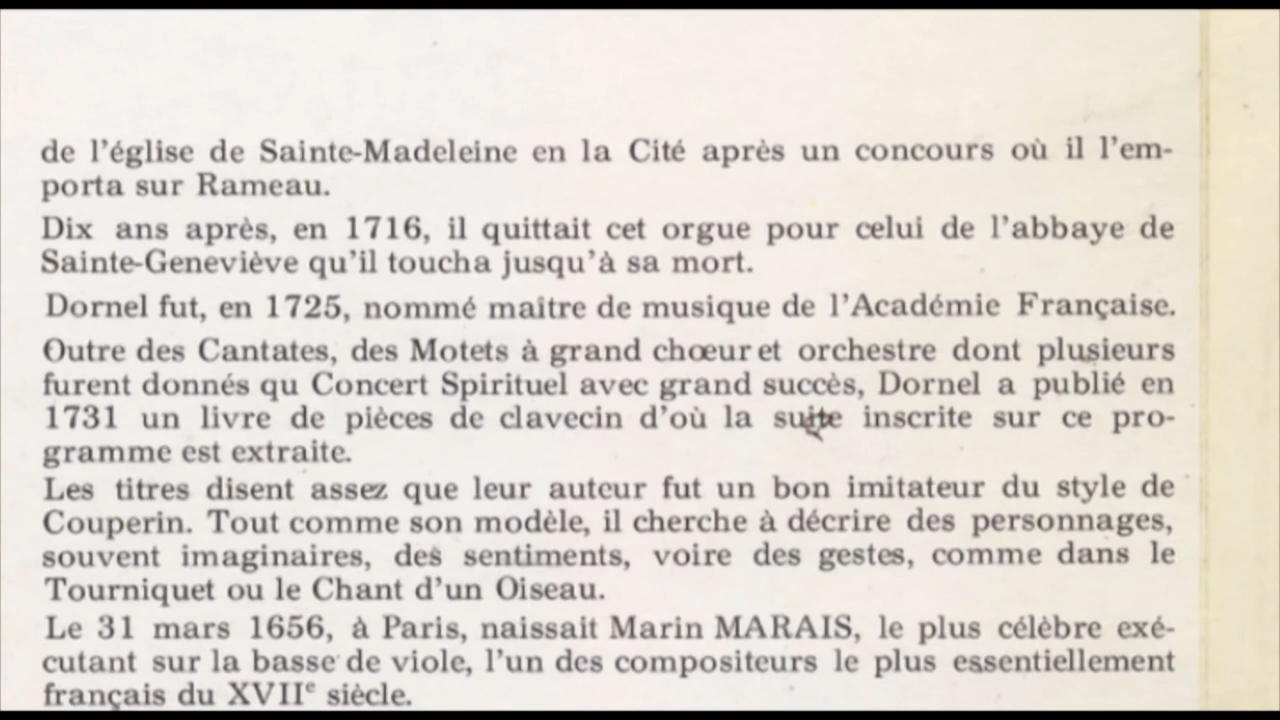 de l'église de Sainte-Madeleine en la Cité après un concours où il l'em-
porta sur Rameau.
Dix ans après, en 1716, il quittait cet orgue pour celui de l'abbaye de
Sainte-Geneviève qu'il toucha jusqu'à sa mort.
Dornel fut, en 1725, nommé maître de musique de l'Académie Française.
Outre des Cantates, des Motets à grand chœur et orchestre dont plusieurs
furent donnés qu Concert Spirituel avec grand succès, Dornel a publié en
1731 un livre de pièces de clavecin d'où la suite inscrite sur ce pro-
gramme est extraite.
Les titres disent assez que leur auteur fut un bon imitateur du style de
Couperin. Tout comme son modèle, il cherche à décrire des personnages,
souvent imaginaires, des sentiments, voire des gestes, comme dans le
Tourniquet ou le Chant d'un Oiseau.
Le 31 mars 1656, à Paris, naissait Marin MARAIS, le plus célèbre exé-
cutant sur la basse de viole, l'un des compositeurs le plus essentiellement
français du XVIIe siècle.